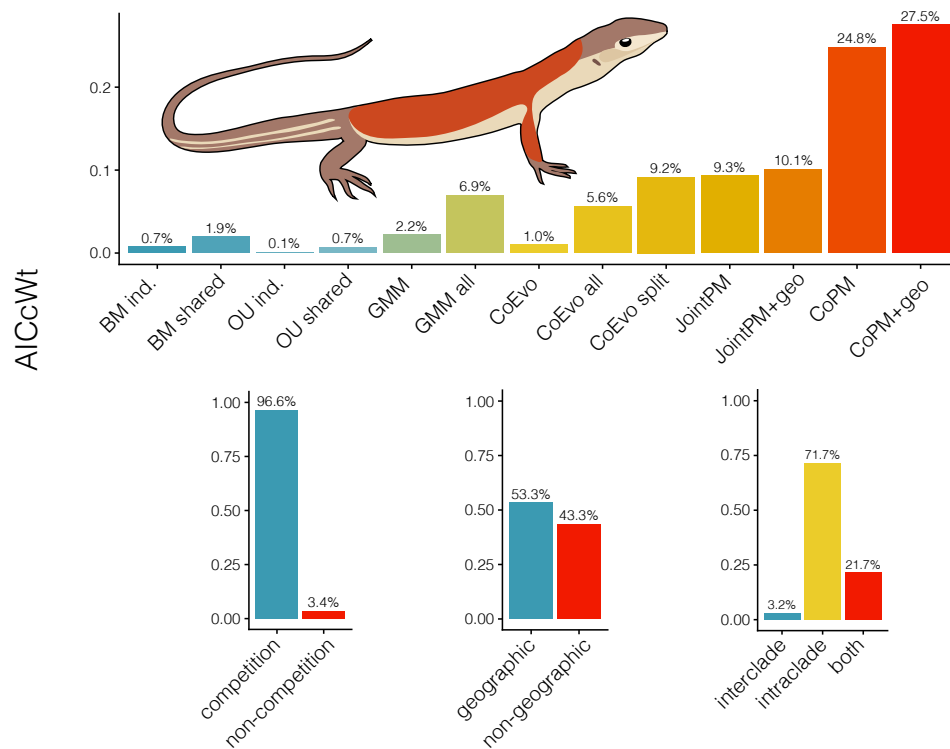 AICcWt
0.2
0.1
0.0
0.7%
1.9%
0.1%
0.7%
2.2%
6.9%
1.0%
5.6%
9.2%
9.3%
10.1%
24.8%
27.5%
BM ind.
BM shared
OU ind.
OU shared
GMM
GMM all
CoEvo
CoEvo all
CoEvo split
JointPM
JointPM+geo
CoPM
CoPM+geo
1.00
0.75
0.50
0.25
0.00
96.6%
3.4%
competition
non-competition
1.00
0.75
0.50
0.25
0.00
53.3%
43.3%
geographic
non-geographic
1.00
0.75
0.50
0.25
0.00
3.2%
71.7%
21.7%
interclade
intraclade
both